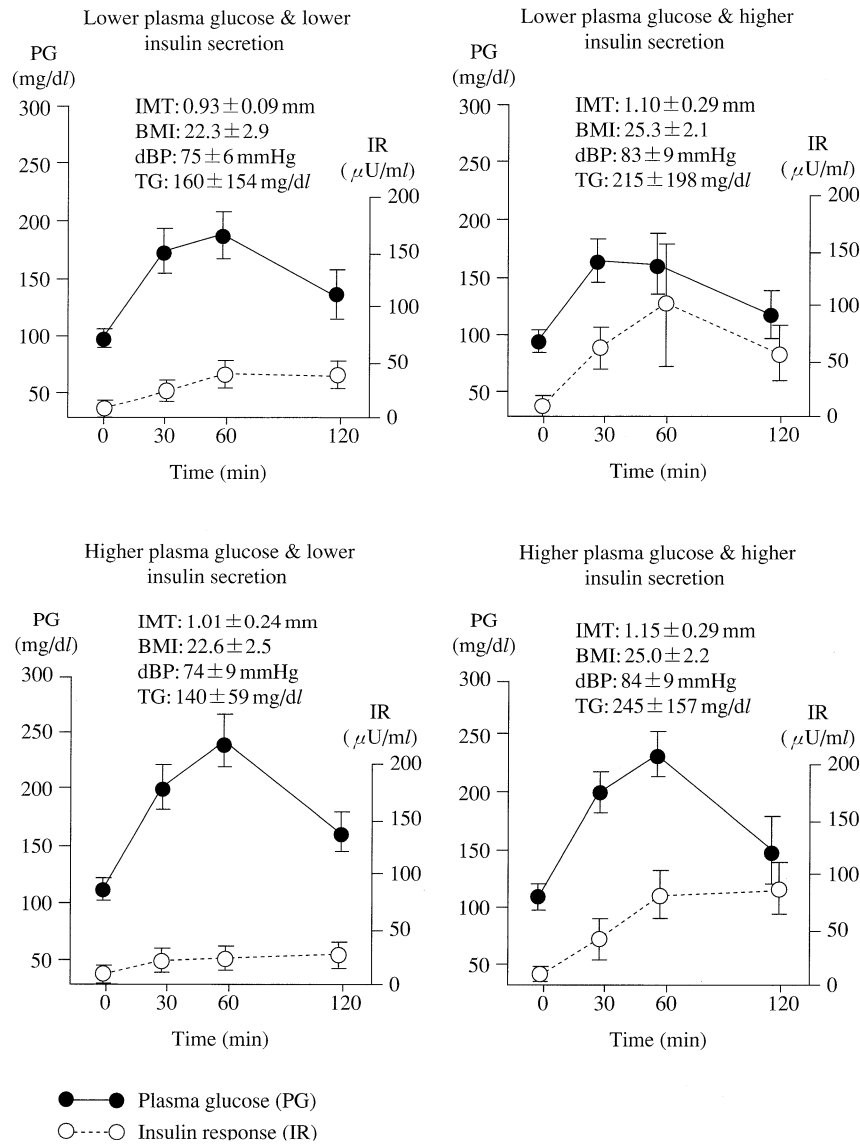 Lower plasma glucose & lower
insulin secretion
PG
(mg/dl)
IMT: 0.93±0.09 mm
BMI: 22.3±2.9
dBP: 75±6 mmHg
TG: 160±154 mg/dl
IR
(μU/ml)
300
250
200
150
100
50
200
150
100
50
0
0 30 60 120
Time (min)
Lower plasma glucose & higher
insulin secretion
PG
(mg/dl)
IMT: 1.10±0.29 mm
BMI: 25.3±2.1
dBP: 83±9 mmHg
TG: 215±198 mg/dl
IR
(μU/ml)
300
250
200
150
100
50
200
150
100
50
0
0 30 60 120
Time (min)
Higher plasma glucose & lower
insulin secretion
PG
(mg/dl)
IMT: 1.01±0.24 mm
BMI: 22.6±2.5
dBP: 74±9 mmHg
TG: 140±59 mg/dl
IR
(μU/ml)
300
250
200
150
100
50
200
150
100
50
0
0 30 60 120
Time (min)
Higher plasma glucose & higher
insulin secretion
PG
(mg/dl)
IMT: 1.15±0.29 mm
BMI: 25.0±2.2
dBP: 84±9 mmHg
TG: 245±157 mg/dl
IR
(μU/ml)
300
250
200
150
100
50
200
150
100
50
0
0 30 60 120
Time (min)
Plasma glucose (PG)
Insulin response (IR)